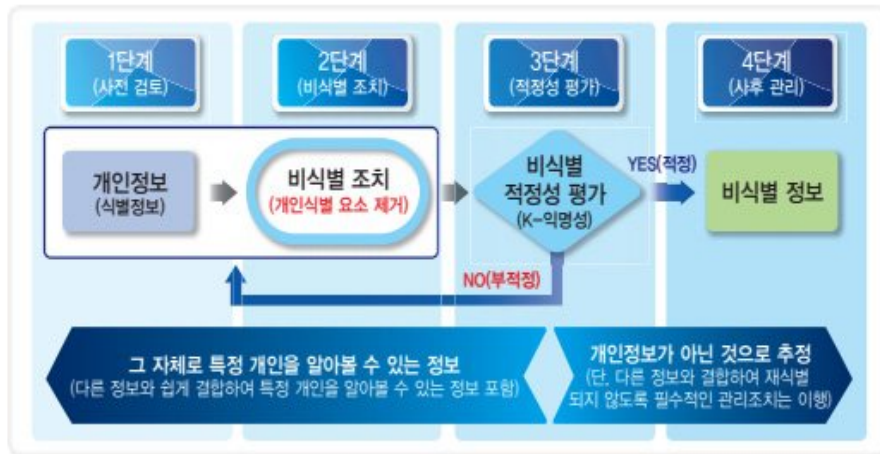 1단계
(사전 검토)
2단계
(비식별 조치)
3단계
(적정성 평가)
4단계
(사후 관리)
개인정보
(식별정보)
비식별 조치
(개인식별 요소 제거)
비식별
적정성 평가
(K-익명성)
YES(적정)
비식별 정보
NO(부적정)
그 자체로 특정 개인을 알아볼 수 있는 정보
(다른 정보와 쉽게 결합하여 특정 개인을 알아볼 수 있는 정보 포함)
개인정보가 아닌 것으로 추정
(단, 다른 정보와 결합하여 재식별
되지 않도록 필수적인 관리조치는 이행)